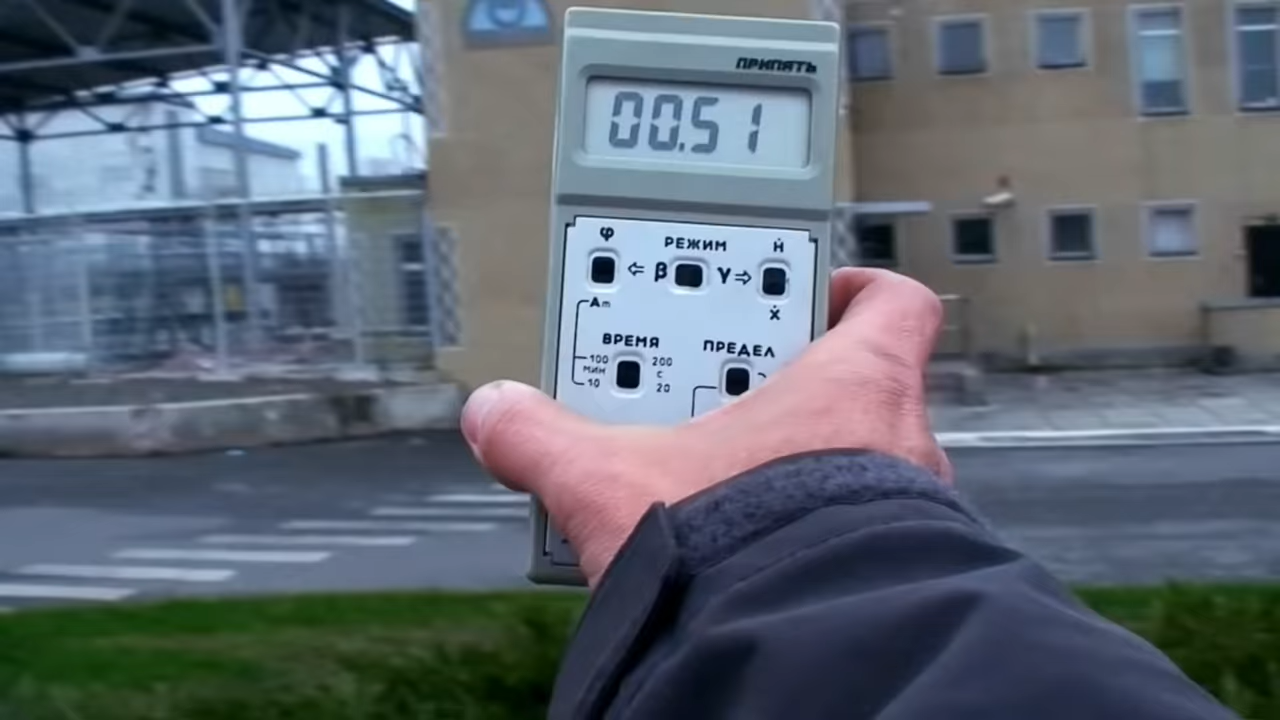 ПРИПЯТЬ
00.51
φ РЕЖИМ Ḣ
⇐ β γ ⇒
Am Ẋ
ВРЕМЯ ПРЕДЕЛ
100 200
МИН с
10 20